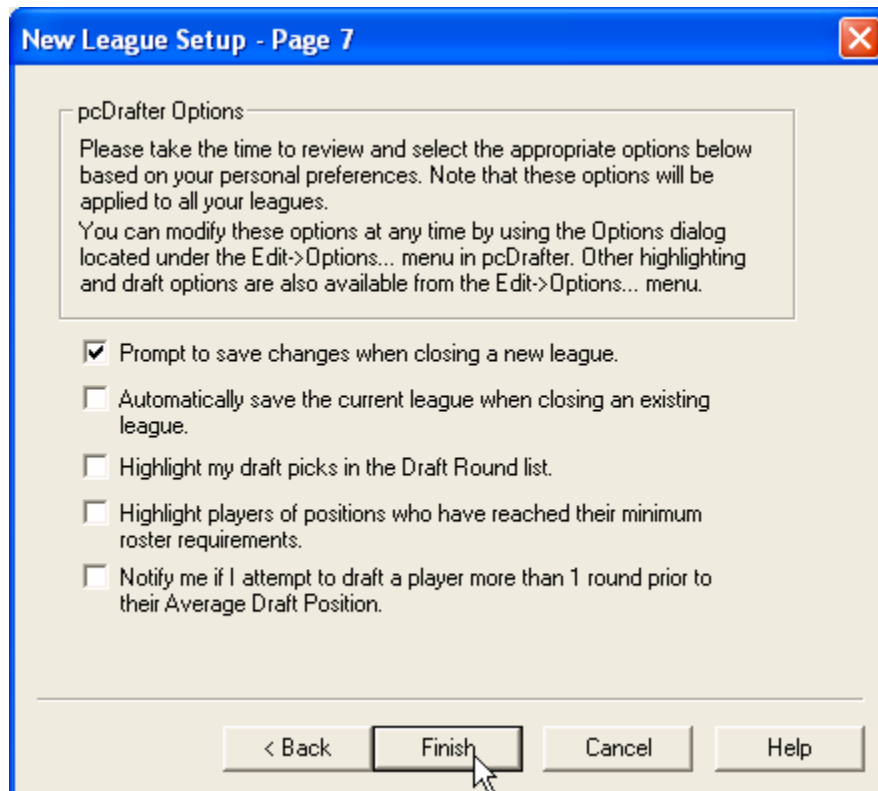 New League Setup - Page 7
pcDrafter Options
Please take the time to review and select the appropriate options below
based on your personal preferences. Note that these options will be
applied to all your leagues.
You can modify these options at any time by using the Options dialog
located under the Edit->Options... menu in pcDrafter. Other highlighting
and draft options are also available from the Edit->Options... menu.
Prompt to save changes when closing a new league.
Automatically save the current league when closing an existing
league.
Highlight my draft picks in the Draft Round list.
Highlight players of positions who have reached their minimum
roster requirements.
Notify me if I attempt to draft a player more than 1 round prior to
their Average Draft Position.
< Back Finish Cancel Help